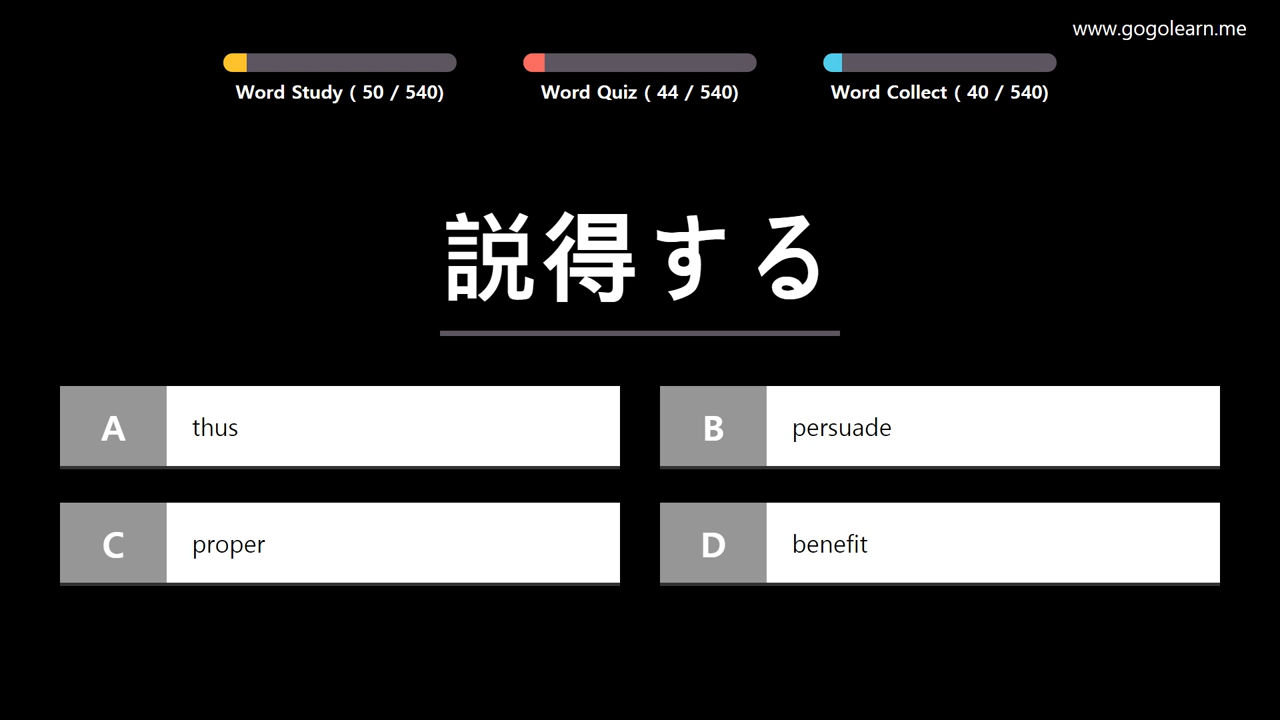 www.gogolearn.me
Word Study ( 50 / 540)
Word Quiz ( 44 / 540)
Word Collect ( 40 / 540)
説得する
A thus
B persuade
C proper
D benefit